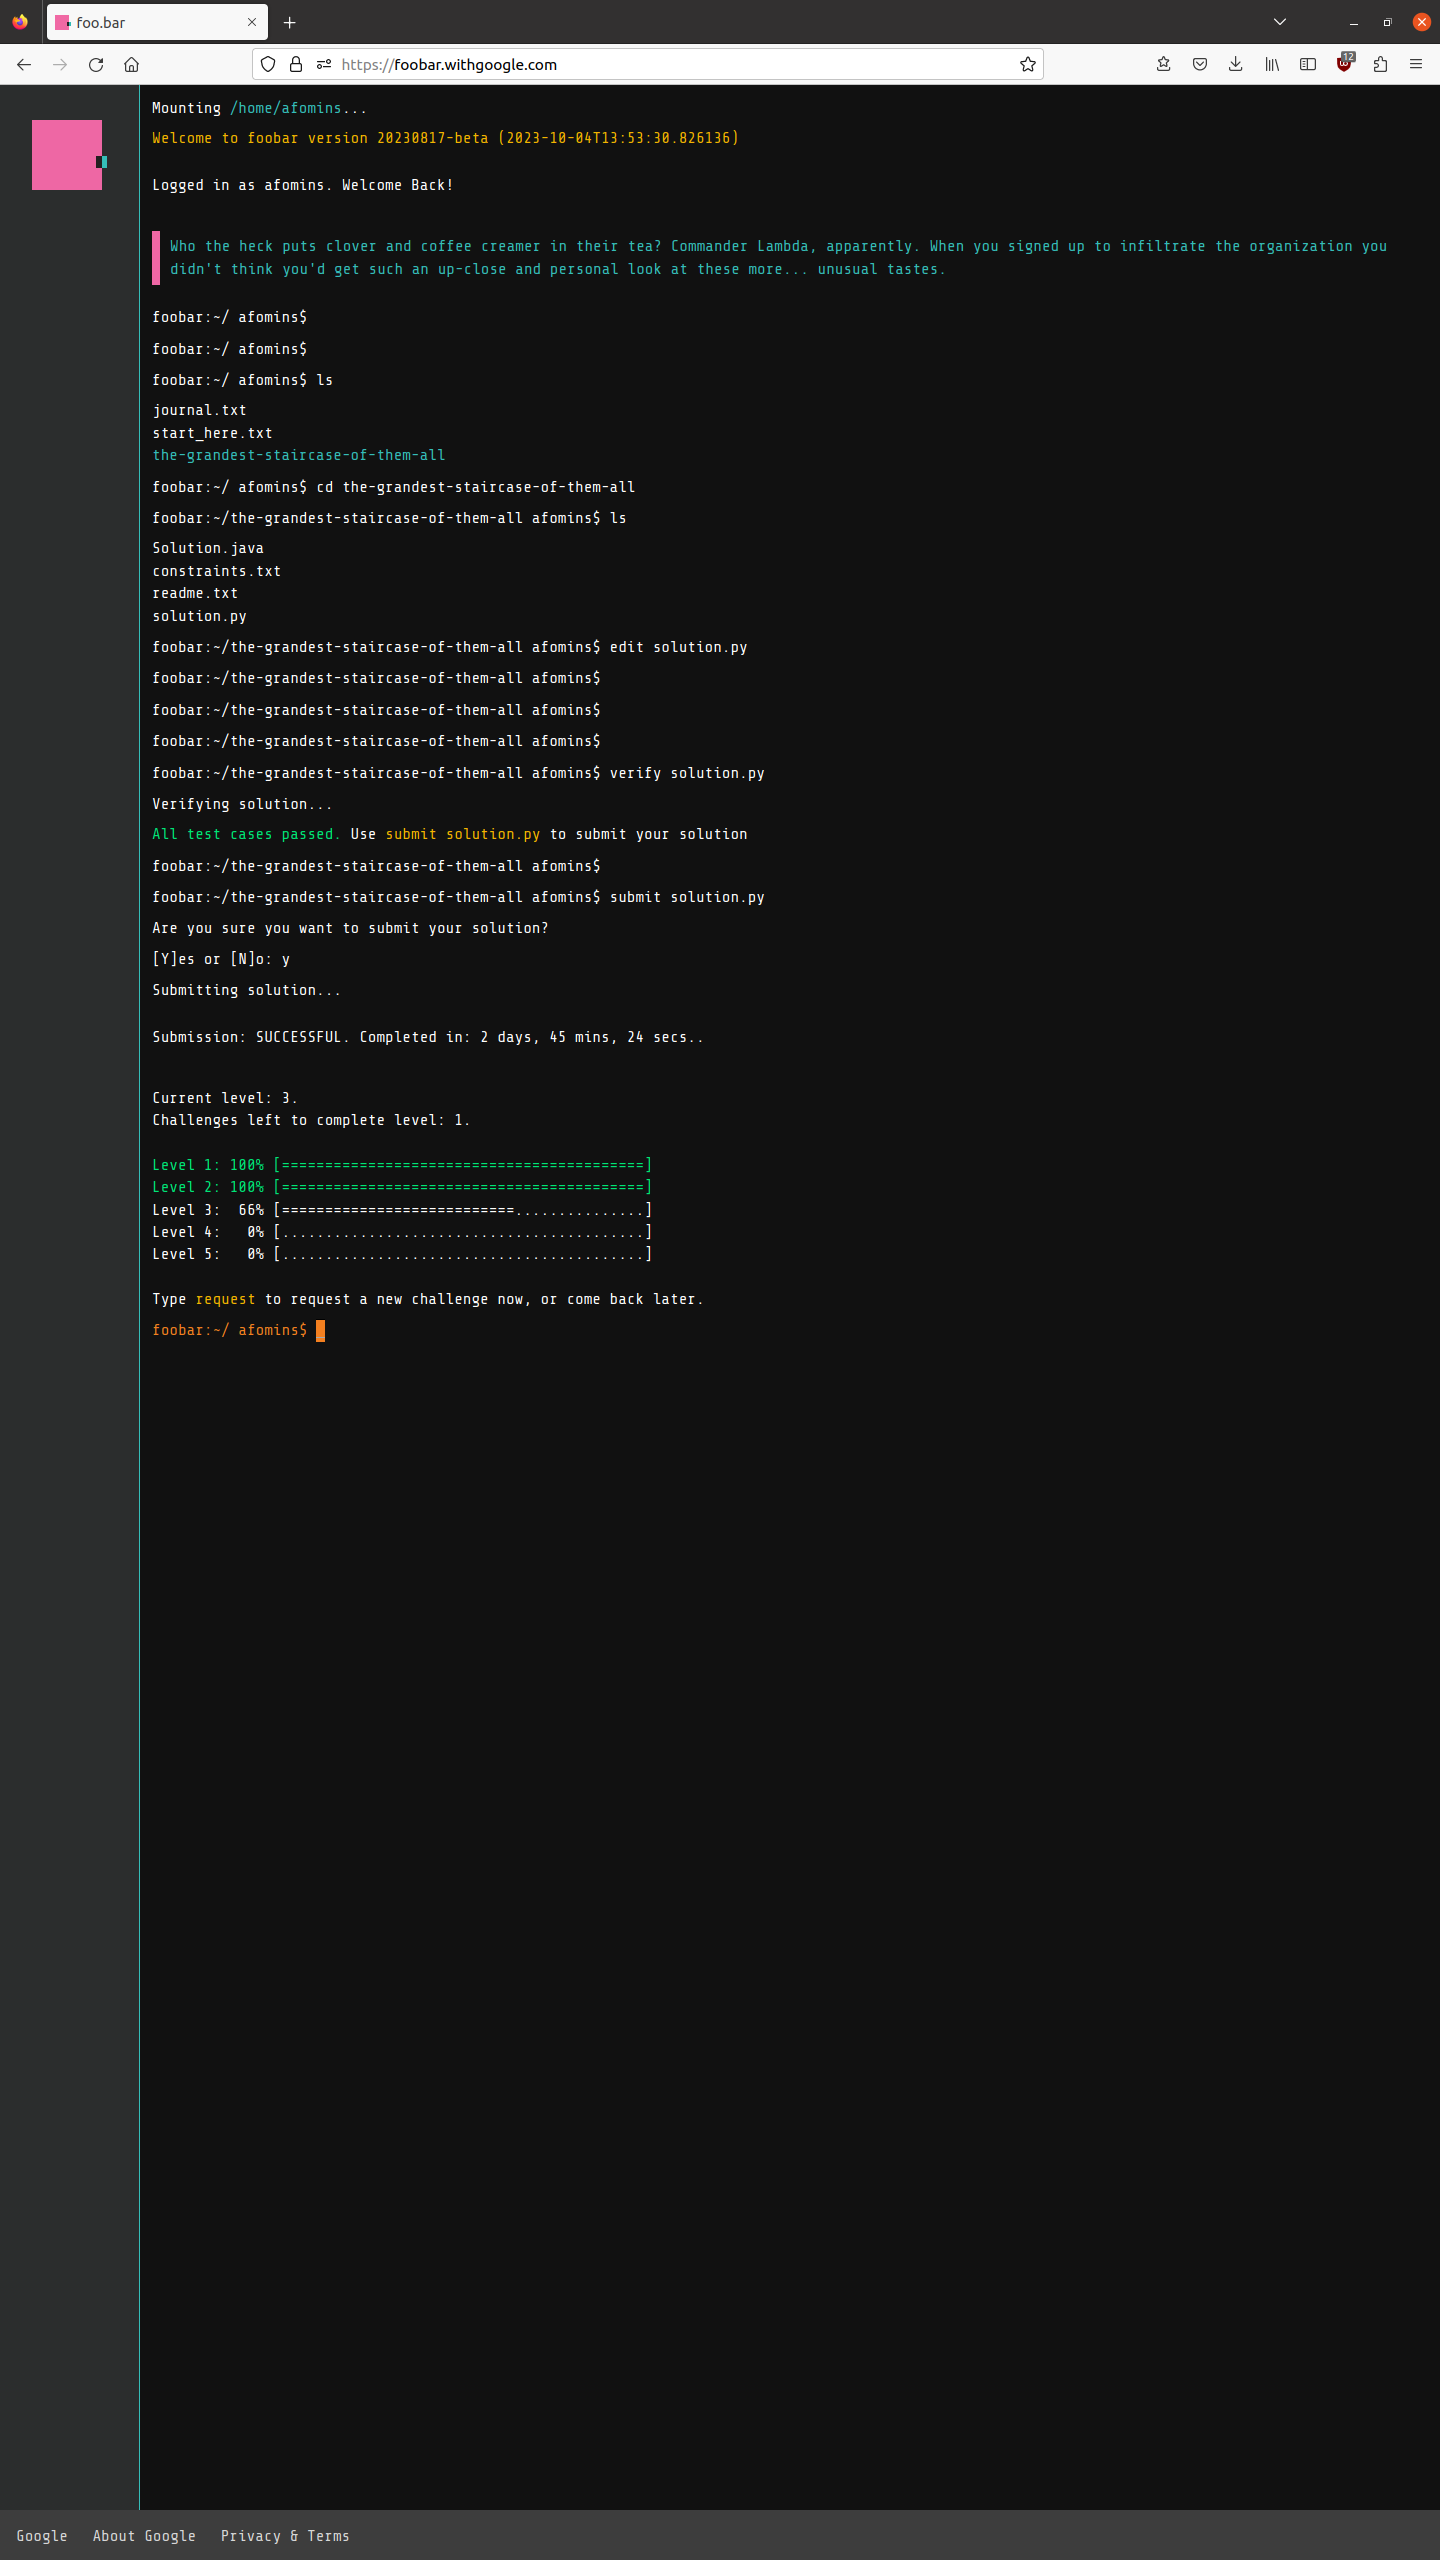 foo.bar
https://foobar.withgoogle.com
12
Mounting /home/afomins...
Welcome to foobar version 20230817-beta (2023-10-04T13:53:30.826136)
Logged in as afomins. Welcome Back!
Who the heck puts clover and coffee creamer in their tea? Commander Lambda, apparently. When you signed up to infiltrate the organization you
didn't think you'd get such an up-close and personal look at these more... unusual tastes.
foobar:~/ afomins$
foobar:~/ afomins$
foobar:~/ afomins$ ls
journal.txt
start_here.txt
the-grandest-staircase-of-them-all
foobar:~/ afomins$ cd the-grandest-staircase-of-them-all
foobar:~/the-grandest-staircase-of-them-all afomins$ ls
Solution.java
constraints.txt
readme.txt
solution.py
foobar:~/the-grandest-staircase-of-them-all afomins$ edit solution.py
foobar:~/the-grandest-staircase-of-them-all afomins$
foobar:~/the-grandest-staircase-of-them-all afomins$
foobar:~/the-grandest-staircase-of-them-all afomins$
foobar:~/the-grandest-staircase-of-them-all afomins$ verify solution.py
Verifying solution...
All test cases passed. Use submit solution.py to submit your solution
foobar:~/the-grandest-staircase-of-them-all afomins$
foobar:~/the-grandest-staircase-of-them-all afomins$ submit solution.py
Are you sure you want to submit your solution?
[Y]es or [N]o: y
Submitting solution...
Submission: SUCCESSFUL. Completed in: 2 days, 45 mins, 24 secs..
Current level: 3.
Challenges left to complete level: 1.
Level 1: 100% [==========================================]
Level 2: 100% [==========================================]
Level 3:  66% [===========================...............]
Level 4:   0% [..........................................]
Level 5:   0% [..........................................]
Type request to request a new challenge now, or come back later.
foobar:~/ afomins$
Google   About Google   Privacy & Terms